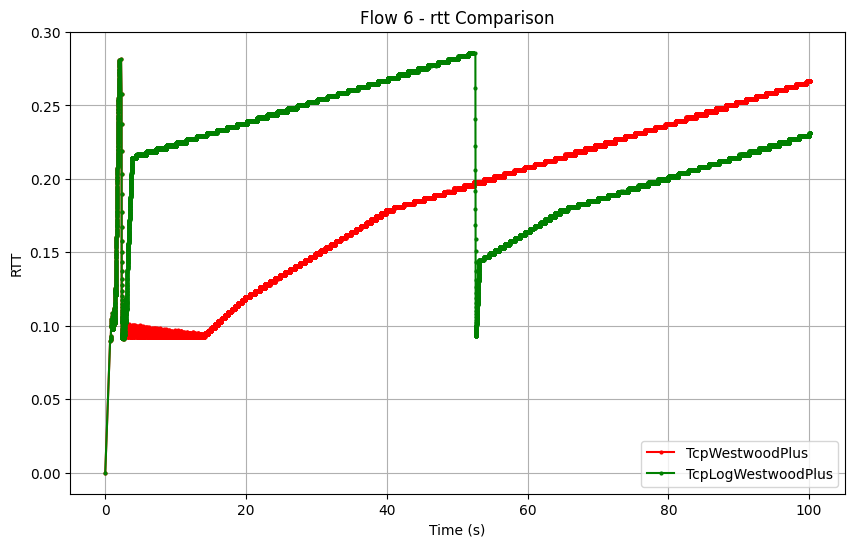 Flow 6 - rtt Comparison
0.30
0.25
0.20
0.15
0.10
0.05
0.00
RTT
0
20
40
60
80
100
Time (s)
TcpWestwoodPlus
TcpLogWestwoodPlus